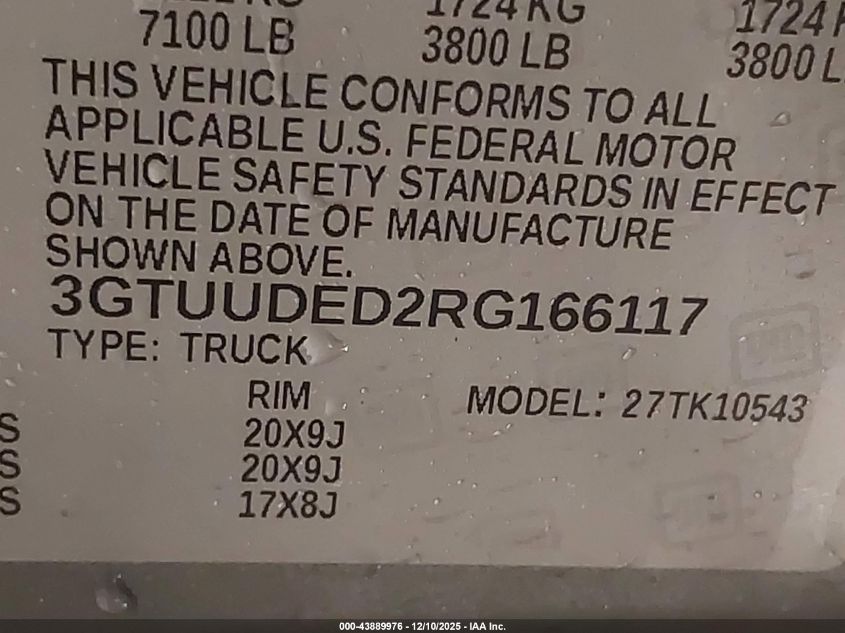 7100 LB
1724 KG
3800 LB
1724
3800 L
THIS VEHICLE CONFORMS TO ALL
APPLICABLE U.S. FEDERAL MOTOR
VEHICLE SAFETY STANDARDS IN EFFECT
ON THE DATE OF MANUFACTURE
SHOWN ABOVE.
3GTUUDED2RG166117
TYPE: TRUCK
RIM
MODEL: 27TK10543
S
20X9J
S
20X9J
S
17X8J
000-43889976 - 12/10/2025 - IAA Inc.